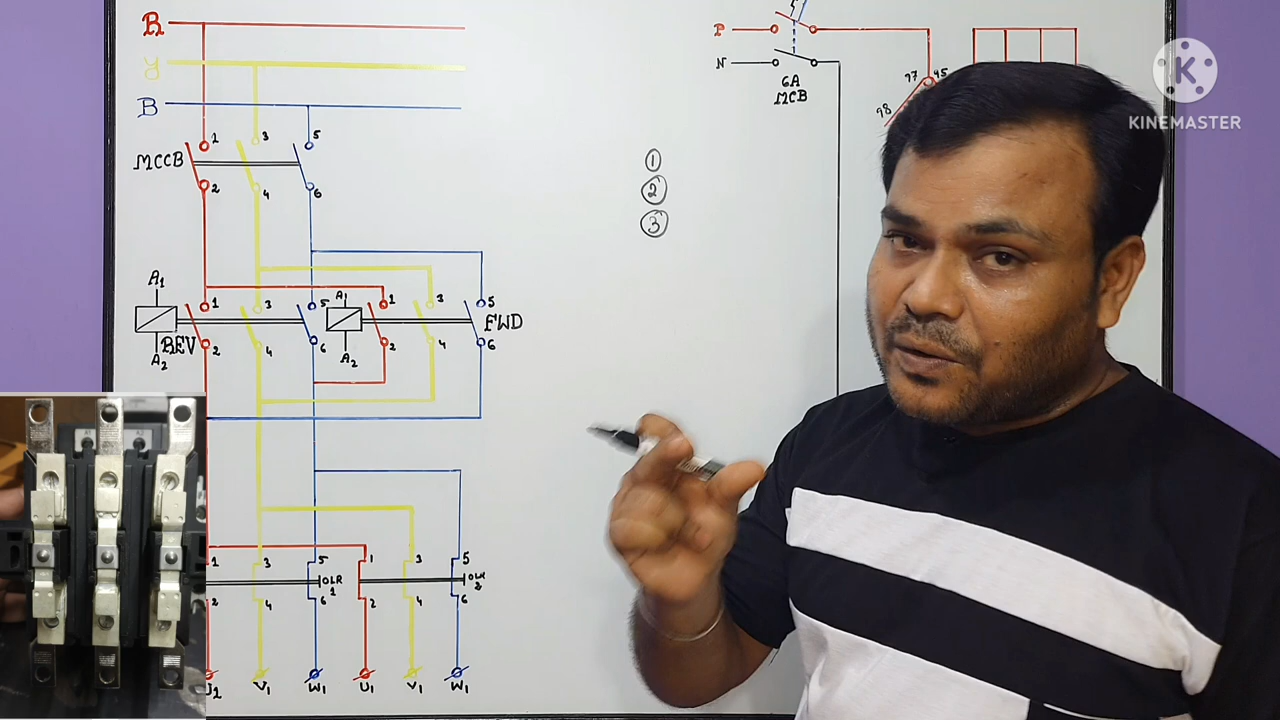 R
Y
B
1 3 5
MCCB
2 4 6
A1 1 3 5 A1 1 3 5
REV FWD
A2 2 4 6 A2 2 4 6
1 3 5 OLR 1 1 3 5 OLR 2
2 4 6 2 4 6
V1 W1 U1 V1 W1
1
2
3
P
N
6A
MCB
97 95
98
K
KINEMASTER